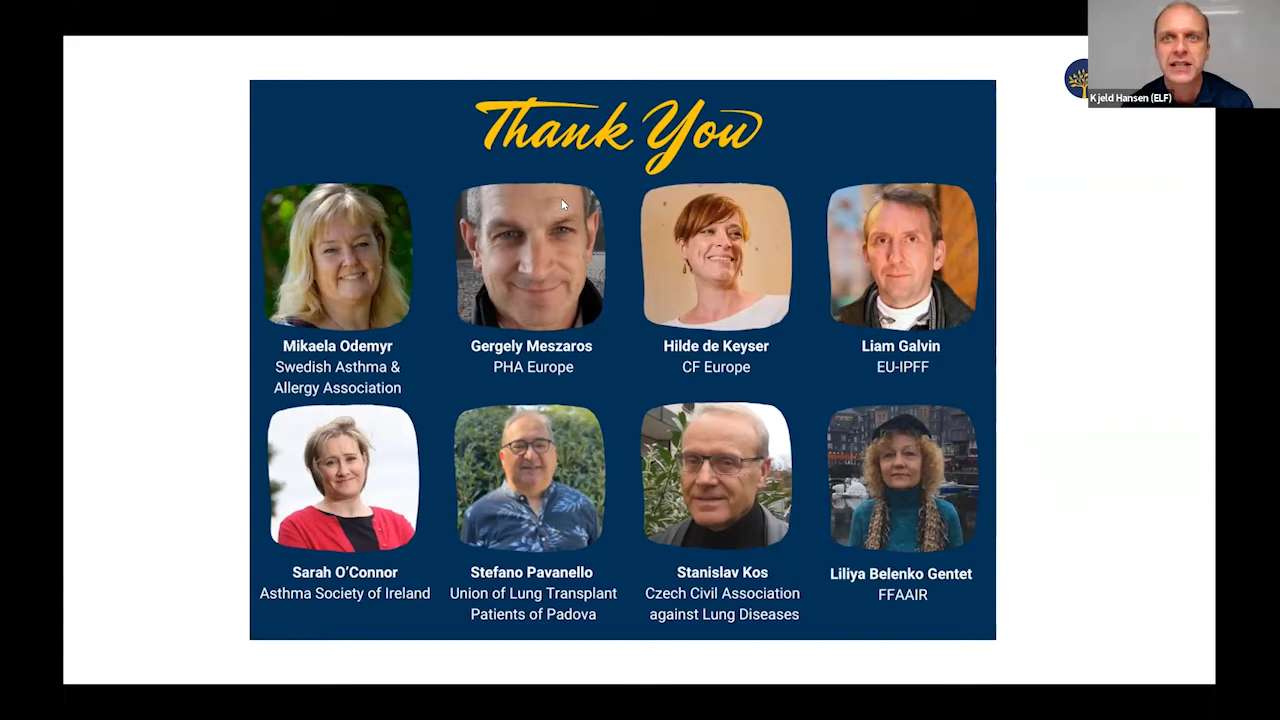 Kjeld Hansen (ELF)
Thank You
Mikaela Odemyr
Swedish Asthma &
Allergy Association
Gergely Meszaros
PHA Europe
Hilde de Keyser
CF Europe
Liam Galvin
EU-IPFF
Sarah O'Connor
Asthma Society of Ireland
Stefano Pavanello
Union of Lung Transplant
Patients of Padova
Stanislav Kos
Czech Civil Association
against Lung Diseases
Liliya Belenko Gentet
FFAAIR